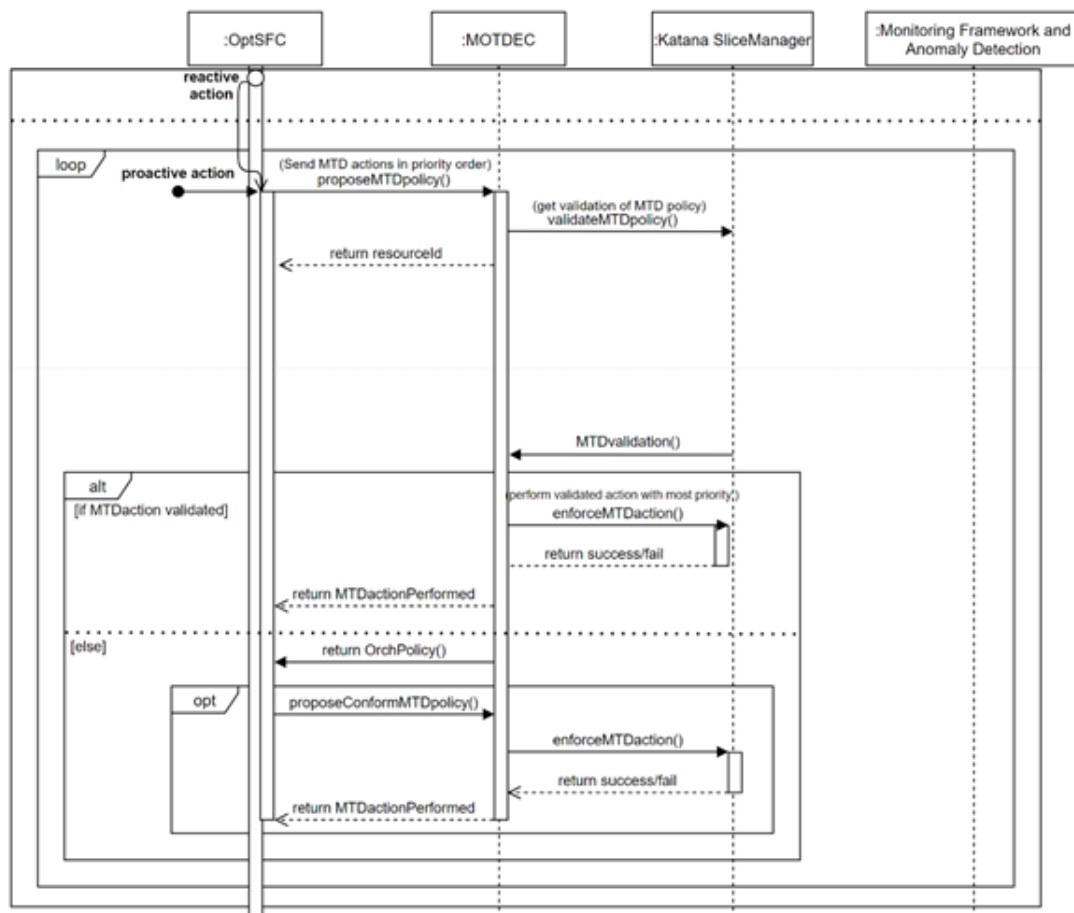 :OptSFC
:MOTDEC
:Katana SliceManager
:Monitoring Framework and
Anomaly Detection
reactive
action
loop
proactive action
(Send MTD actions in priority order)
proposeMTDpolicy()
(get validation of MTD policy)
validateMTDpolicy()
return resourceId
MTDvalidation()
alt
[if MTDaction validated]
(perform validated action with most priority )
enforceMTDaction()
return success/fail
return MTDactionPerformed
[else]
return OrchPolicy()
opt
proposeConformMTDpolicy()
enforceMTDaction()
return success/fail
return MTDactionPerformed